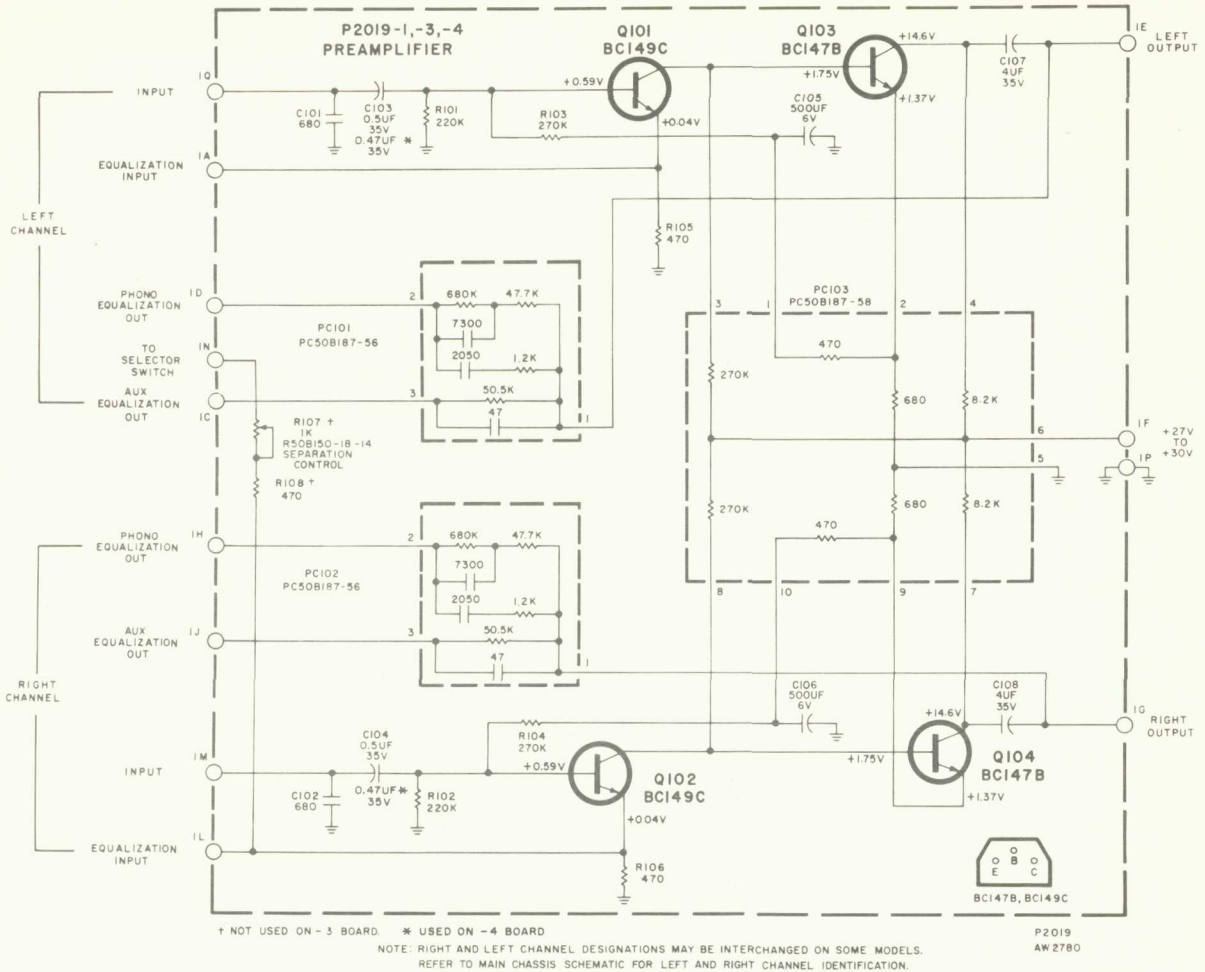 P2019-1,-3,-4
PREAMPLIFIER
Q101
BC149C
Q103
BC147B
+14.6V
1E
LEFT
OUTPUT
C107
4UF
35V
1Q
INPUT
+0.59V
+1.75V
+1.37V
C101
680
C103
0.5UF
35V
0.47UF *
35V
R101
220K
R103
270K
+0.04V
C105
500UF
6V
1A
EQUALIZATION
INPUT
LEFT
CHANNEL
R105
470
1D
PHONO
EQUALIZATION
OUT
2
680K
47.7K
7300
2050
1.2K
50.5K
47
3
1
PC101
PC50B187-56
1N
TO
SELECTOR
SWITCH
AUX
EQUALIZATION
OUT
1C
R107 †
1K
R50B150-18-14
SEPARATION
CONTROL
R108 †
470
PC103
PC50B187-58
3
1
2
4
470
270K
680
8.2K
6
5
1F
+27V
TO
+30V
1P
270K
680
8.2K
470
8
10
9
7
PHONO
EQUALIZATION
OUT
1H
2
680K
47.7K
7300
2050
1.2K
50.5K
47
3
1
PC102
PC50B187-56
AUX
EQUALIZATION
OUT
1J
RIGHT
CHANNEL
C106
500UF
6V
C108
4UF
35V
1G
RIGHT
OUTPUT
+14.6V
R104
270K
C104
0.5UF
35V
0.47UF *
35V
1M
INPUT
+0.59V
Q102
BC149C
+1.75V
Q104
BC147B
+1.37V
C102
680
R102
220K
+0.04V
1L
EQUALIZATION
INPUT
R106
470
B
E C
BC147B, BC149C
† NOT USED ON -3 BOARD. * USED ON -4 BOARD
P2019
AW2780
NOTE: RIGHT AND LEFT CHANNEL DESIGNATIONS MAY BE INTERCHANGED ON SOME MODELS.
REFER TO MAIN CHASSIS SCHEMATIC FOR LEFT AND RIGHT CHANNEL IDENTIFICATION.